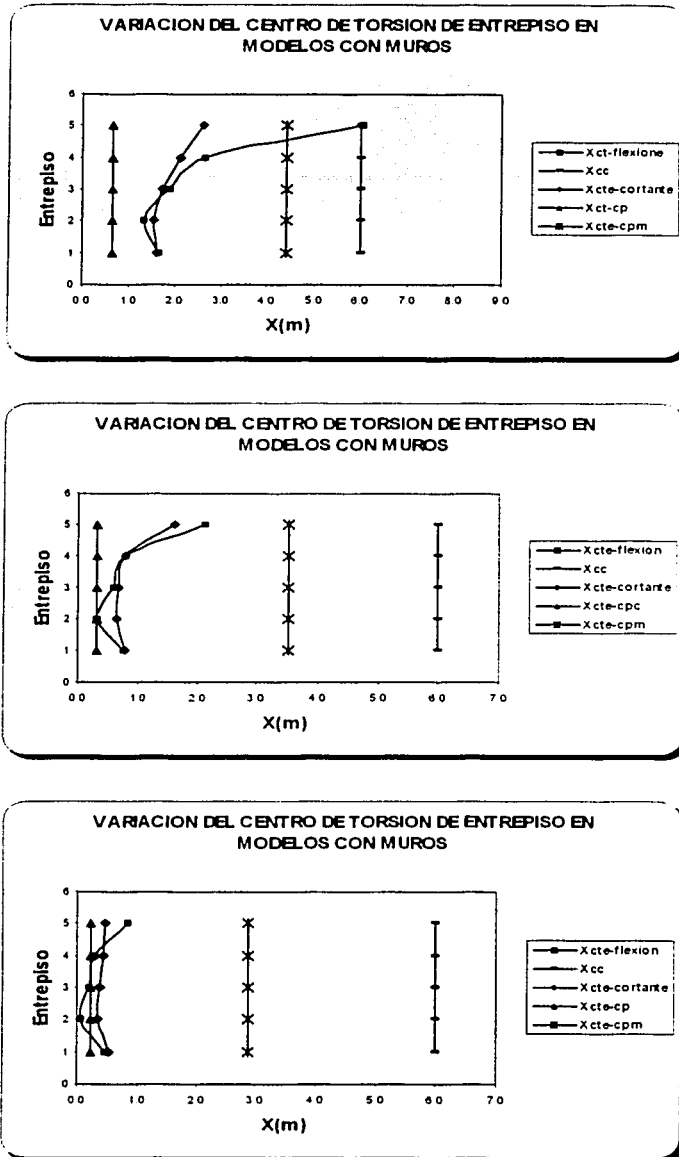 VARIACION DEL CENTRO DE TORSION DE ENTREPISO EN
MODELOS CON MUROS
Entrepiso
6
5
4
3
2
1
0
0.0 1.0 2.0 3.0 4.0 5.0 6.0 7.0 8.0 9.0
X(m)
Xct-flexione
Xcc
Xcte-cortante
Xct-cp
Xcte-cpm
VARIACION DEL CENTRO DE TORSION DE ENTREPISO EN
MODELOS CON MUROS
Entrepiso
6
5
4
3
2
1
0
0.0 1.0 2.0 3.0 4.0 5.0 6.0 7.0
X(m)
Xcte-flexion
Xcc
Xcte-cortante
Xcte-cpc
Xcte-cpm
VARIACION DEL CENTRO DE TORSION DE ENTREPISO EN
MODELOS CON MUROS
Entrepiso
6
5
4
3
2
1
0
0.0 1.0 2.0 3.0 4.0 5.0 6.0 7.0
X(m)
Xcte-flexion
Xcc
Xcte-cortante
Xcte-cp
Xcte-cpm